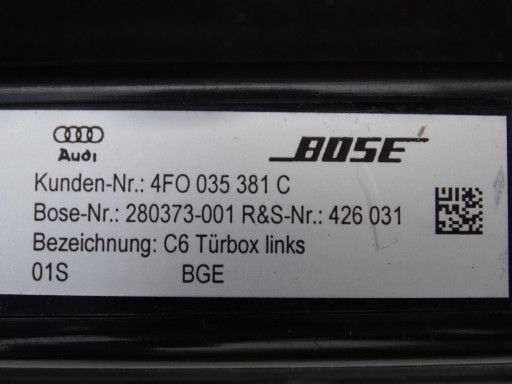 Audi BOSE
Kunden-Nr.: 4FO 035 381 C
Bose-Nr.: 280373-001 R&S-Nr.: 426 031
Bezeichnung: C6 Türbox links
01S BGE